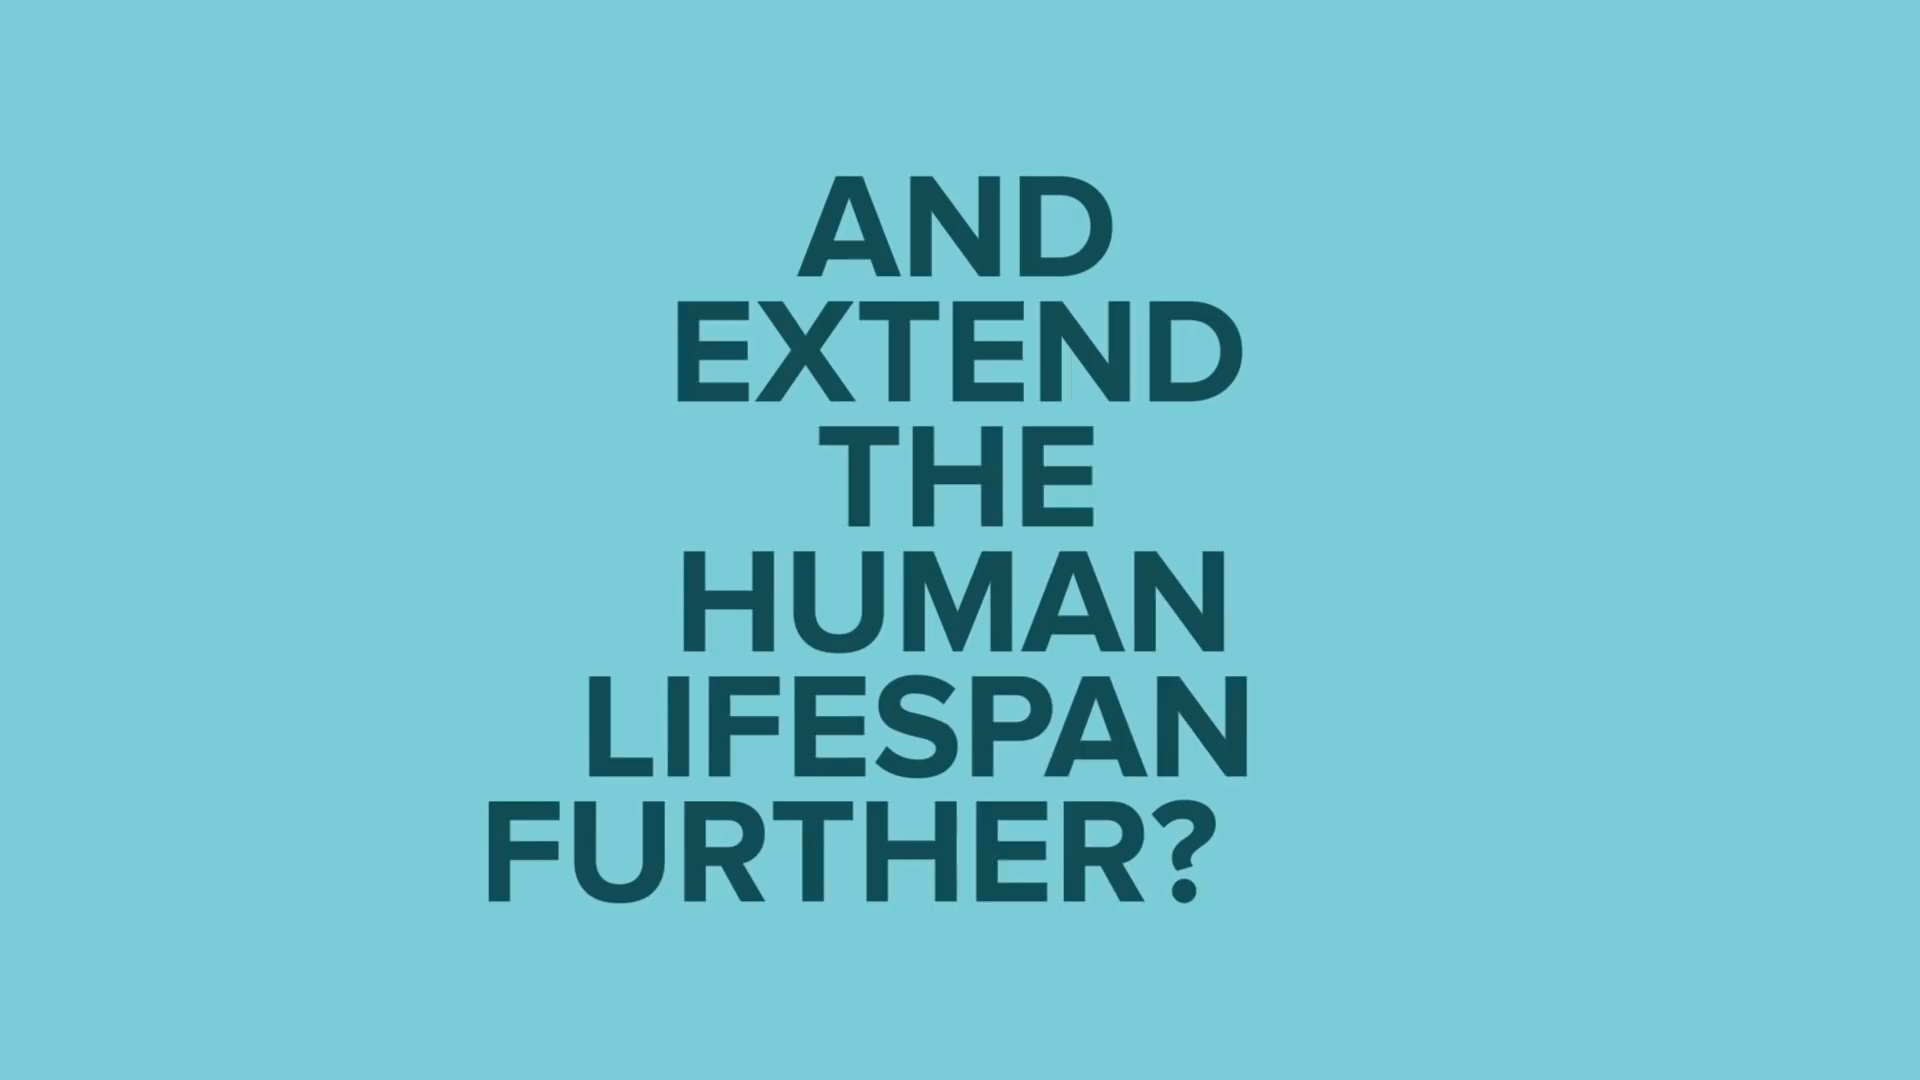 AND
EXTEND
THE
HUMAN
LIFESPAN
FURTHER?